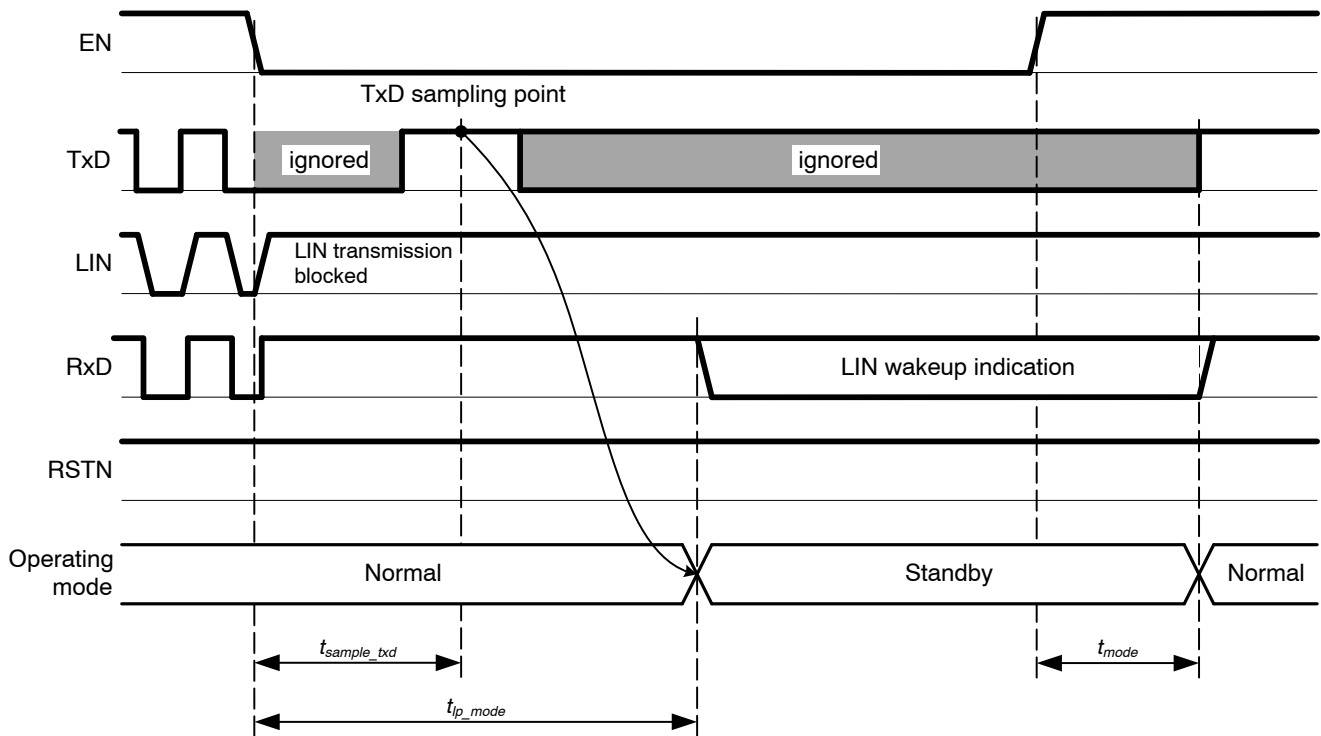 EN
TxD sampling point
TxD
ignored
ignored
LIN
LIN transmission
blocked
RxD
LIN wakeup indication
RSTN
Operating
mode
Normal
Standby
Normal
tsample_txd
tmode
tlp_mode